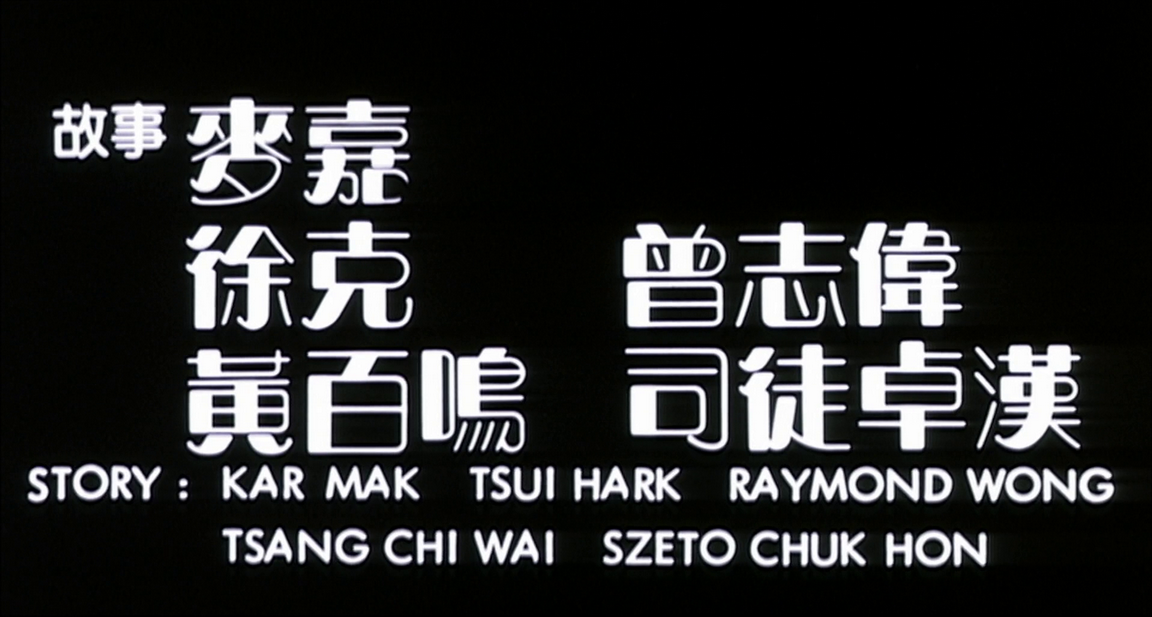 故事 麥嘉
徐克 曾志偉
黃百鳴 司徒卓漢
STORY : KAR MAK TSUI HARK RAYMOND WONG
TSANG CHI WAI SZETO CHUK HON